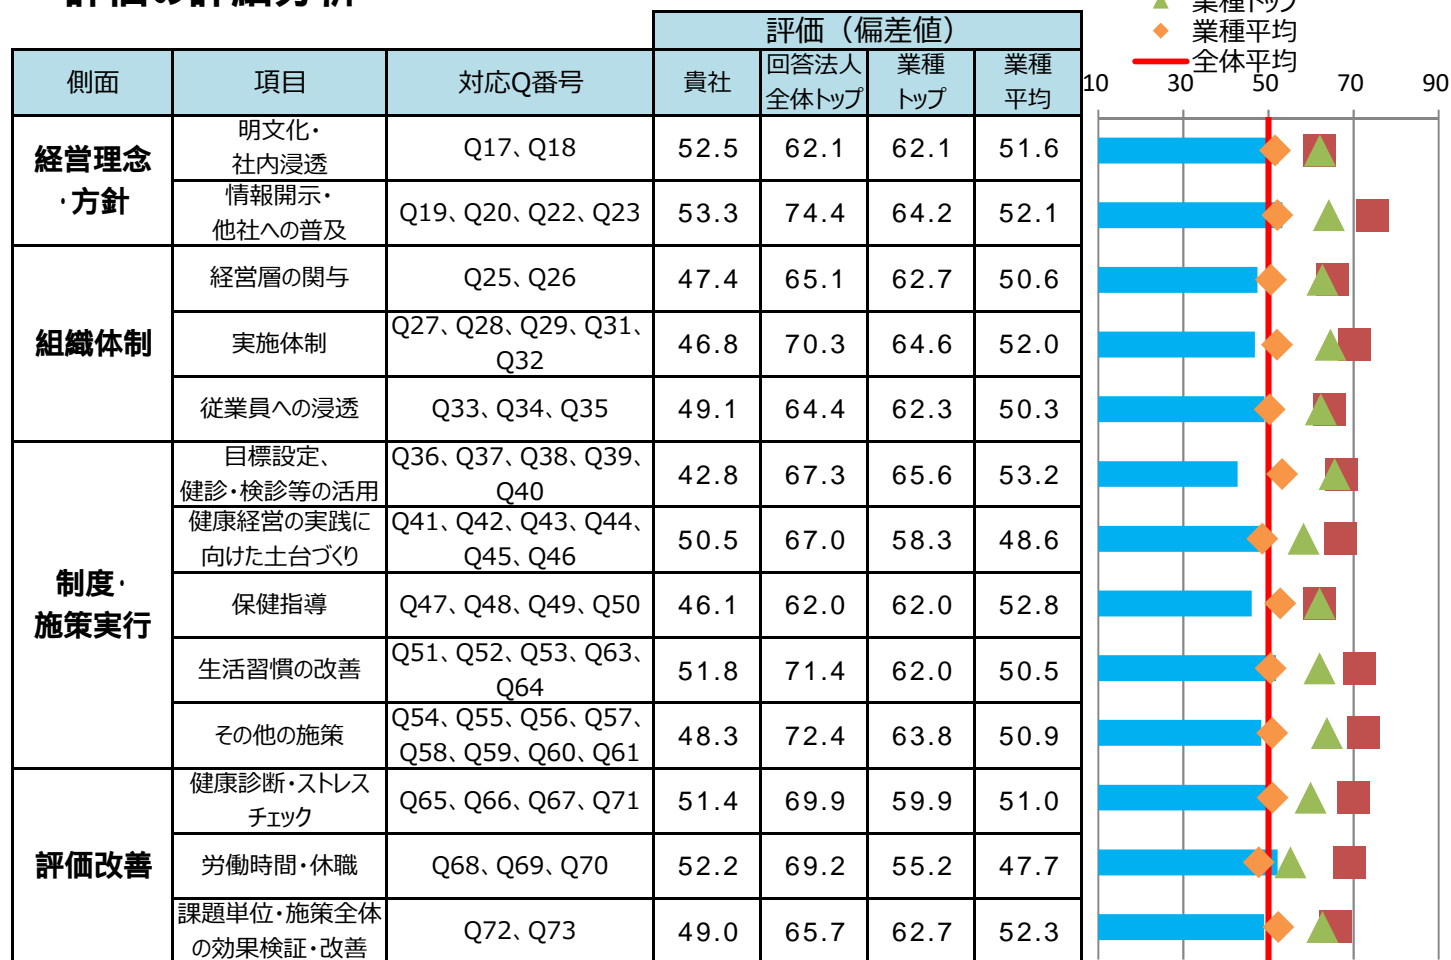 評価の詳細分析
業種トップ
業種平均
全体平均
評価（偏差値）
側面 項目 対応Q番号 貴社 回答法人 業種 業種
全体トップ トップ 平均
10 30 50 70 90
経営理念
・方針
明文化・
社内浸透
Q17、Q18 52.5 62.1 62.1 51.6
情報開示・
他社への普及
Q19、Q20、Q22、Q23 53.3 74.4 64.2 52.1
組織体制
経営層の関与 Q25、Q26 47.4 65.1 62.7 50.6
実施体制
Q27、Q28、Q29、Q31、
Q32
46.8 70.3 64.6 52.0
従業員への浸透 Q33、Q34、Q35 49.1 64.4 62.3 50.3
制度・
施策実行
目標設定、
健診・検診等の活用
Q36、Q37、Q38、Q39、
Q40
42.8 67.3 65.6 53.2
健康経営の実践に
向けた土台づくり
Q41、Q42、Q43、Q44、
Q45、Q46
50.5 67.0 58.3 48.6
保健指導 Q47、Q48、Q49、Q50 46.1 62.0 62.0 52.8
生活習慣の改善
Q51、Q52、Q53、Q63、
Q64
51.8 71.4 62.0 50.5
その他の施策
Q54、Q55、Q56、Q57、
Q58、Q59、Q60、Q61
48.3 72.4 63.8 50.9
評価改善
健康診断・ストレス
チェック
Q65、Q66、Q67、Q71 51.4 69.9 59.9 51.0
労働時間・休職 Q68、Q69、Q70 52.2 69.2 55.2 47.7
課題単位・施策全体
の効果検証・改善
Q72、Q73 49.0 65.7 62.7 52.3